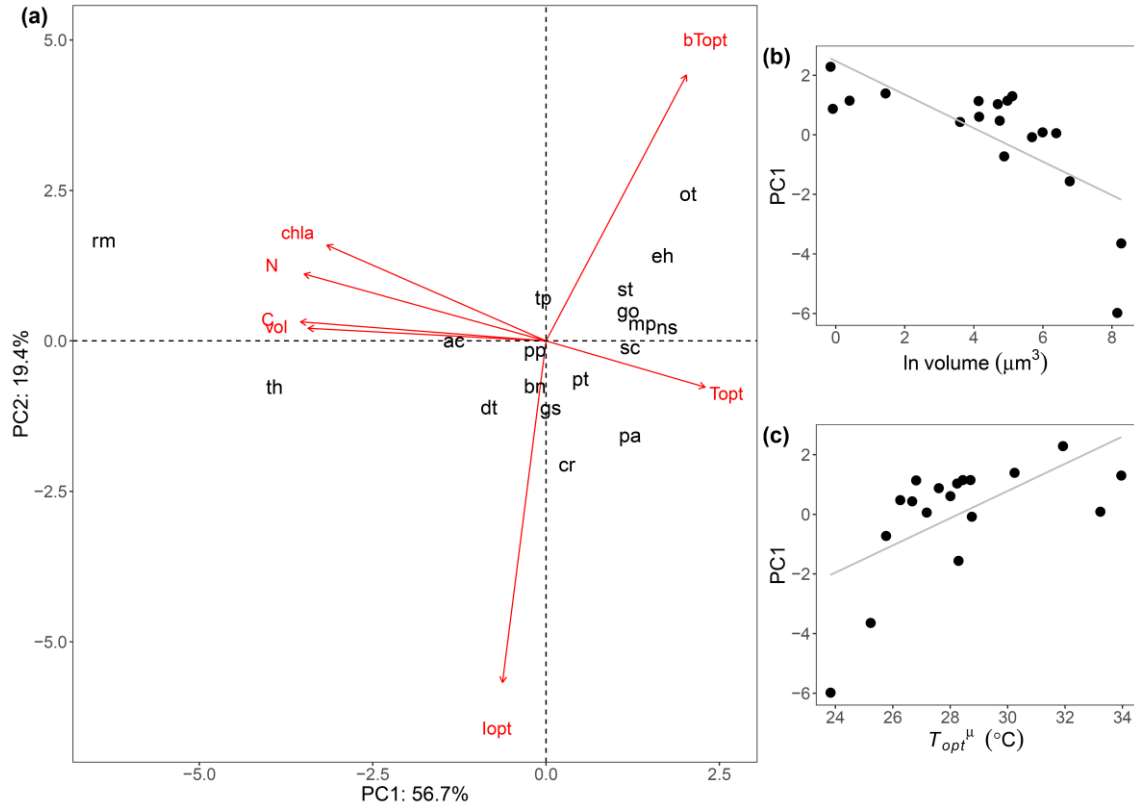 (a)
5.0
2.5
0.0
−2.5
−5.0
PC2: 19.4%
bTopt
ot
rm
chla
eh
N
st
tp
go
C
vol
mp
ns
ac
pp
sc
th
bn
pt
Topt
dt
gs
pa
cr
Iopt
−5.0
−2.5
0.0
2.5
PC1: 56.7%
(b)
2
0
−2
−4
−6
PC1
0
2
4
6
8
ln volume (μm³)
(c)
2
0
−2
−4
−6
PC1
24
26
28
30
32
34
T_opt^μ (°C)